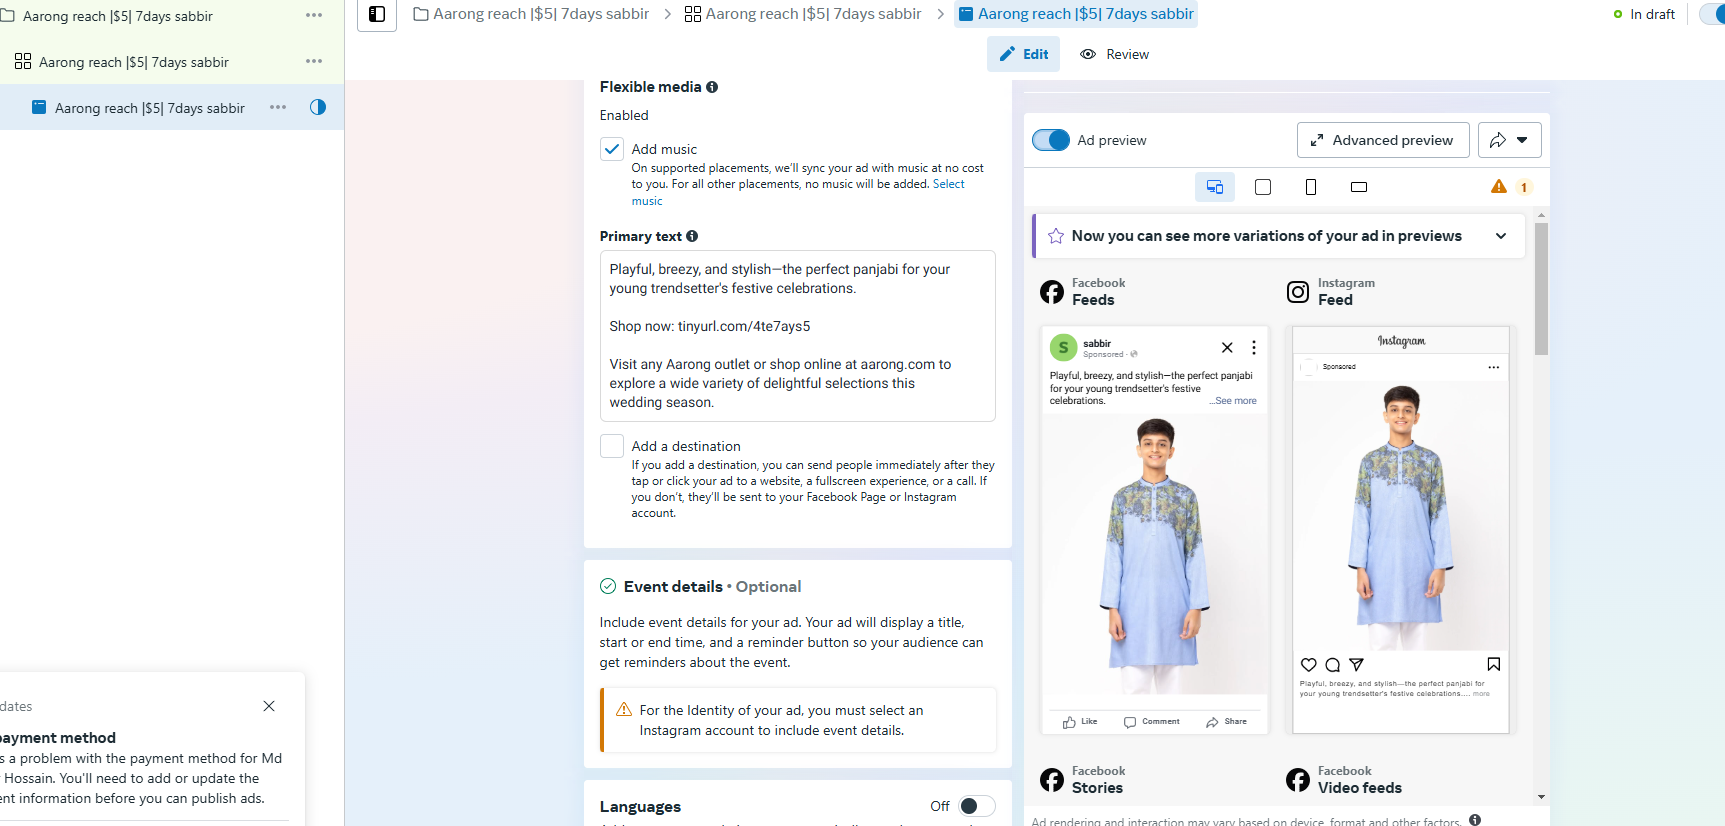 Aarong reach |$5| 7days sabbir
Aarong reach |$5| 7days sabbir
Aarong reach |$5| 7days sabbir
Aarong reach |$5| 7days sabbir
Aarong reach |$5| 7days sabbir
Aarong reach |$5| 7days sabbir
In draft
Edit
Review
Flexible media
Enabled
Add music
On supported placements, we'll sync your ad with music at no cost
to you. For all other placements, no music will be added. Select
music
Primary text
Playful, breezy, and stylish—the perfect panjabi for your
young trendsetter's festive celebrations.
Shop now: tinyurl.com/4te7ays5
Visit any Aarong outlet or shop online at aarong.com to
explore a wide variety of delightful selections this
wedding season.
Add a destination
If you add a destination, you can send people immediately after they
tap or click your ad to a website, a fullscreen experience, or a call. If
you don't, they'll be sent to your Facebook Page or Instagram
account.
Event details • Optional
Include event details for your ad. Your ad will display a title,
start or end time, and a reminder button so your audience can
get reminders about the event.
For the Identity of your ad, you must select an
Instagram account to include event details.
Languages
Off
Ad preview
Advanced preview
1
Now you can see more variations of your ad in previews
Facebook
Feeds
S
sabbir
Sponsored ·
Playful, breezy, and stylish—the perfect panjabi
for your young trendsetter's festive
celebrations.
...See more
Like
Comment
Share
Instagram
Feed
Instagram
Sponsored
Playful, breezy, and stylish—the perfect panjabi for
your young trendsetter's festive celebrations.... more
Facebook
Stories
Facebook
Video feeds
Ad rendering and interaction may vary based on device, format and other factors.
dates
payment method
s a problem with the payment method for Md
Hossain. You'll need to add or update the
ent information before you can publish ads.